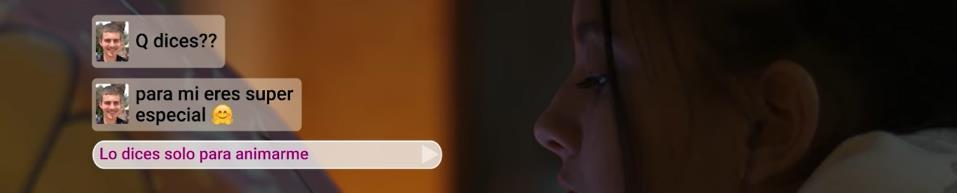 Q dices??
para mi eres super
especial 🤗
Lo dices solo para animarme